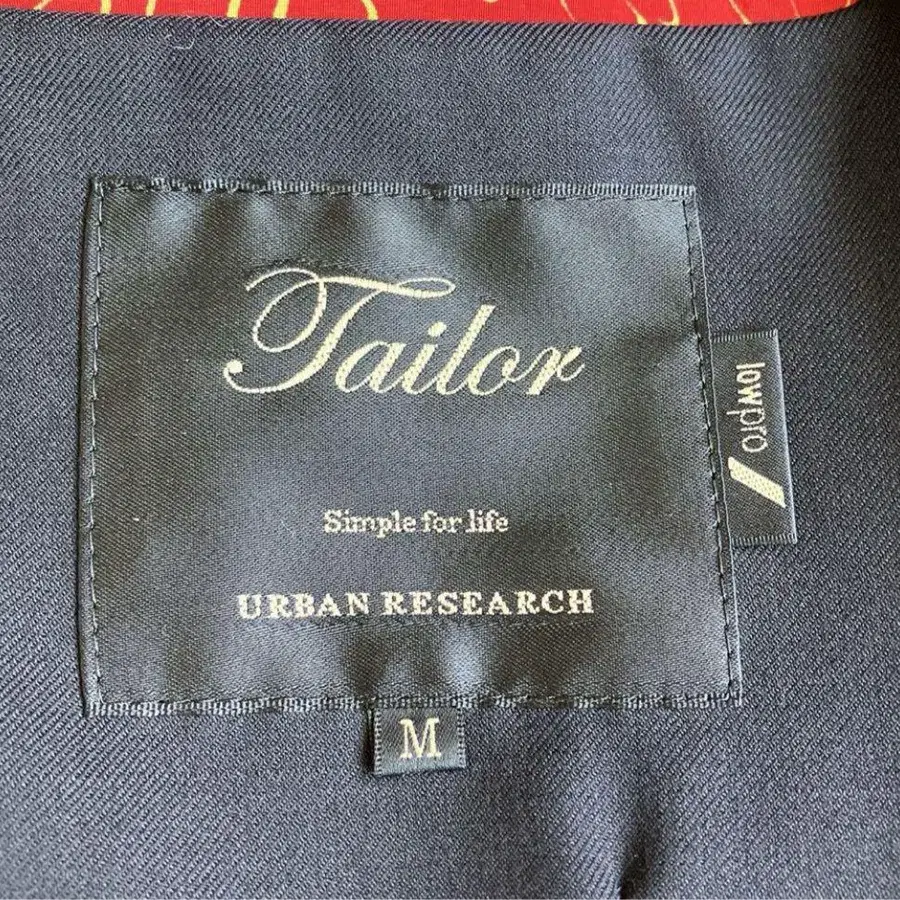 Tailor
Simple for life
URBAN RESEARCH
M
lowpro